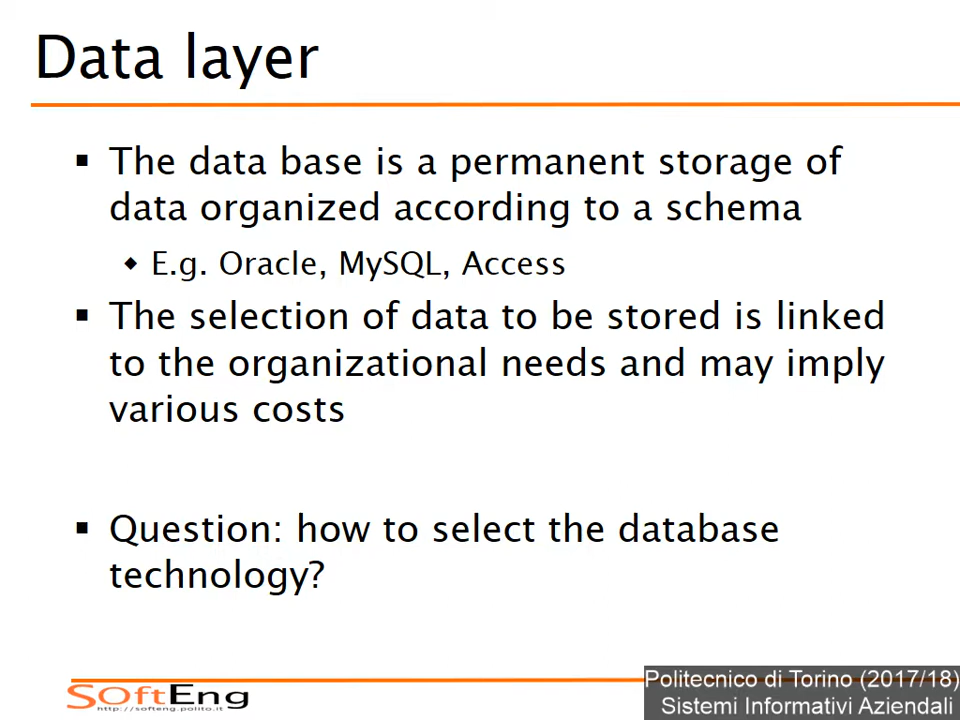 Data layer
▪ The data base is a permanent storage of
data organized according to a schema
◆ E.g. Oracle, MySQL, Access
▪ The selection of data to be stored is linked
to the organizational needs and may imply
various costs
▪ Question: how to select the database
technology?
SoftEng
http://softeng.polito.it
Politecnico di Torino (2017/18)
Sistemi Informativi Aziendali